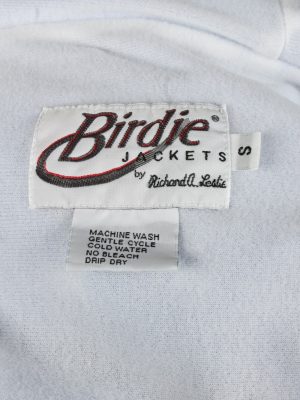 Birdie®
JACKETS
by Richard A. Leslie
S
MACHINE WASH
GENTLE CYCLE
COLD WATER
NO BLEACH
DRIP DRY